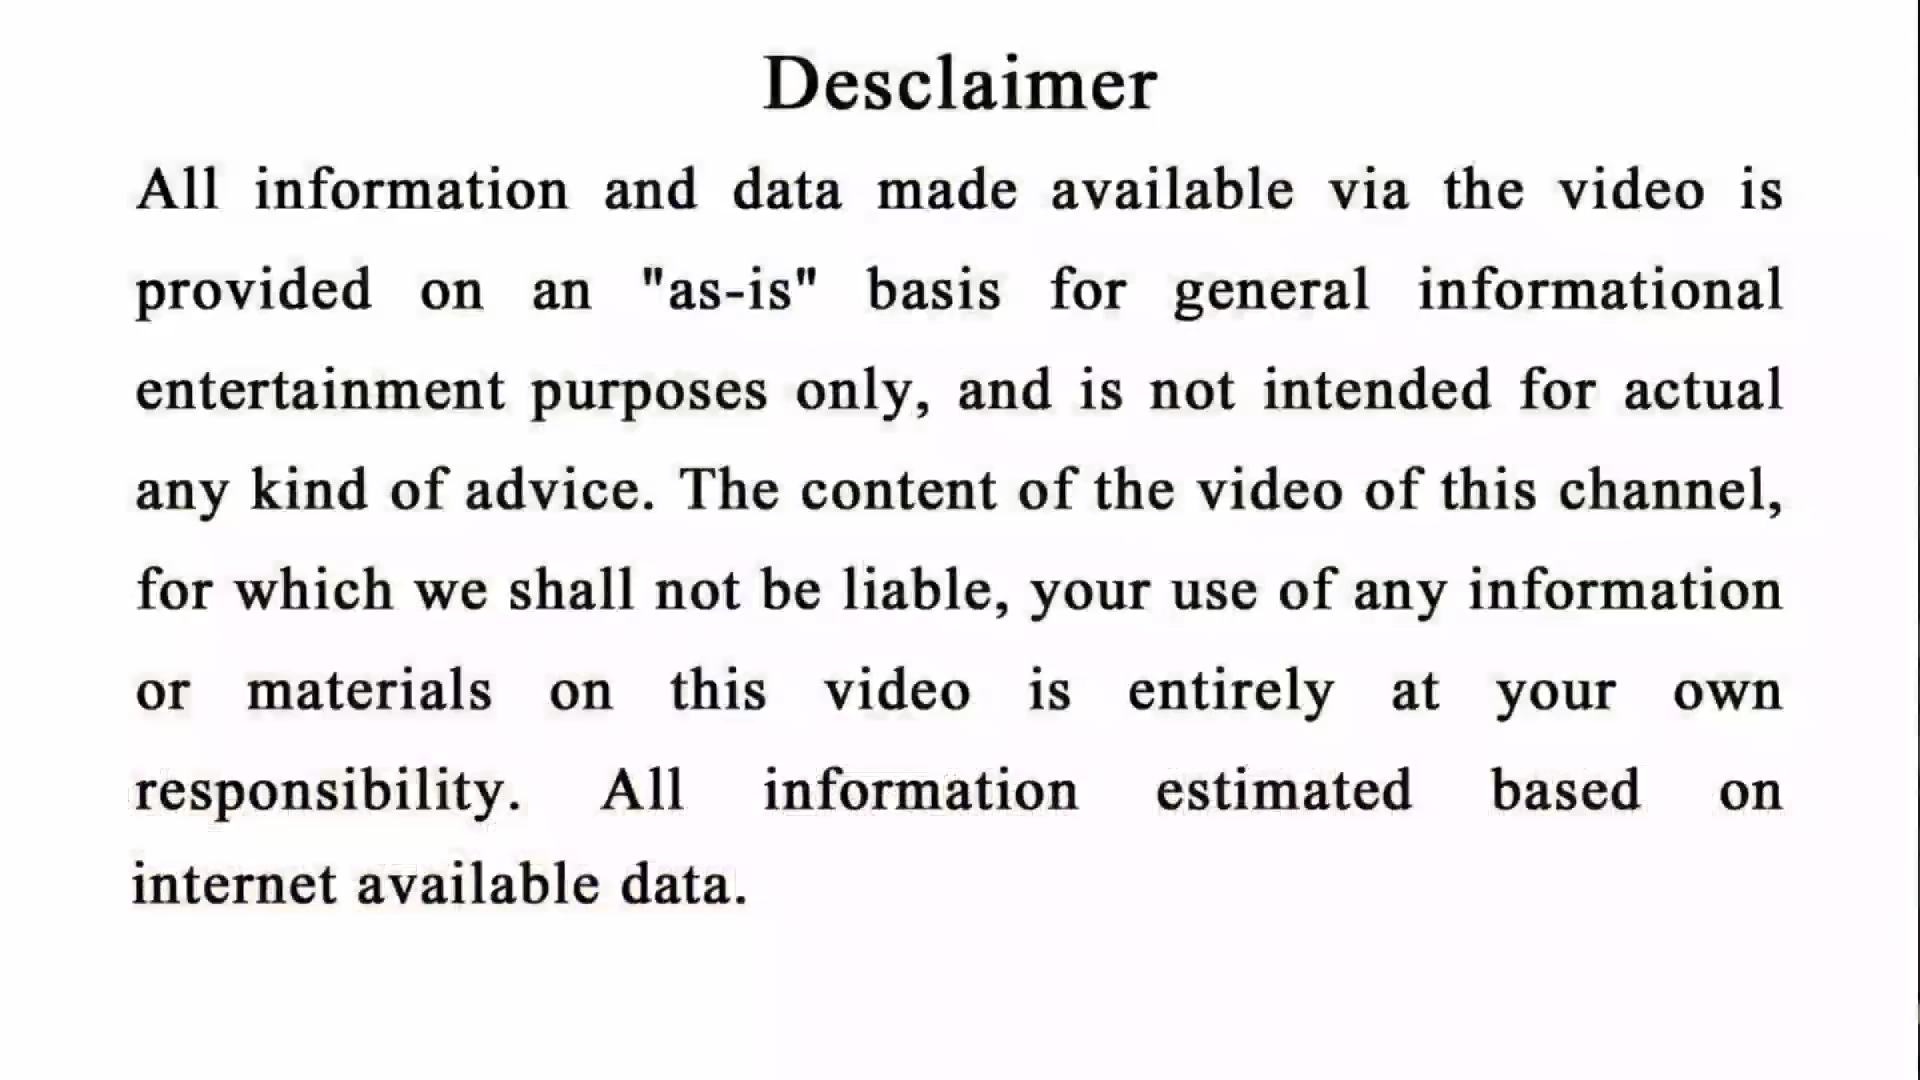 Desclaimer
All information and data made available via the video is
provided on an "as-is" basis for general informational
entertainment purposes only, and is not intended for actual
any kind of advice. The content of the video of this channel,
for which we shall not be liable, your use of any information
or materials on this video is entirely at your own
responsibility. All information estimated based on
internet available data.